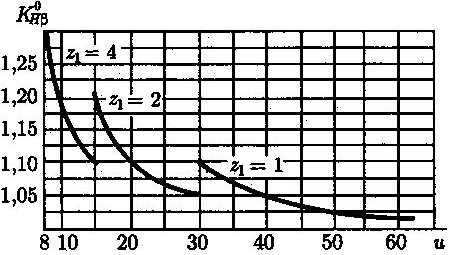 K⁰Hβ
z₁ = 4
1,25
1,20
z₁ = 2
1,15
1,10
z₁ = 1
1,05
8 10 20 30 40 50 60 u